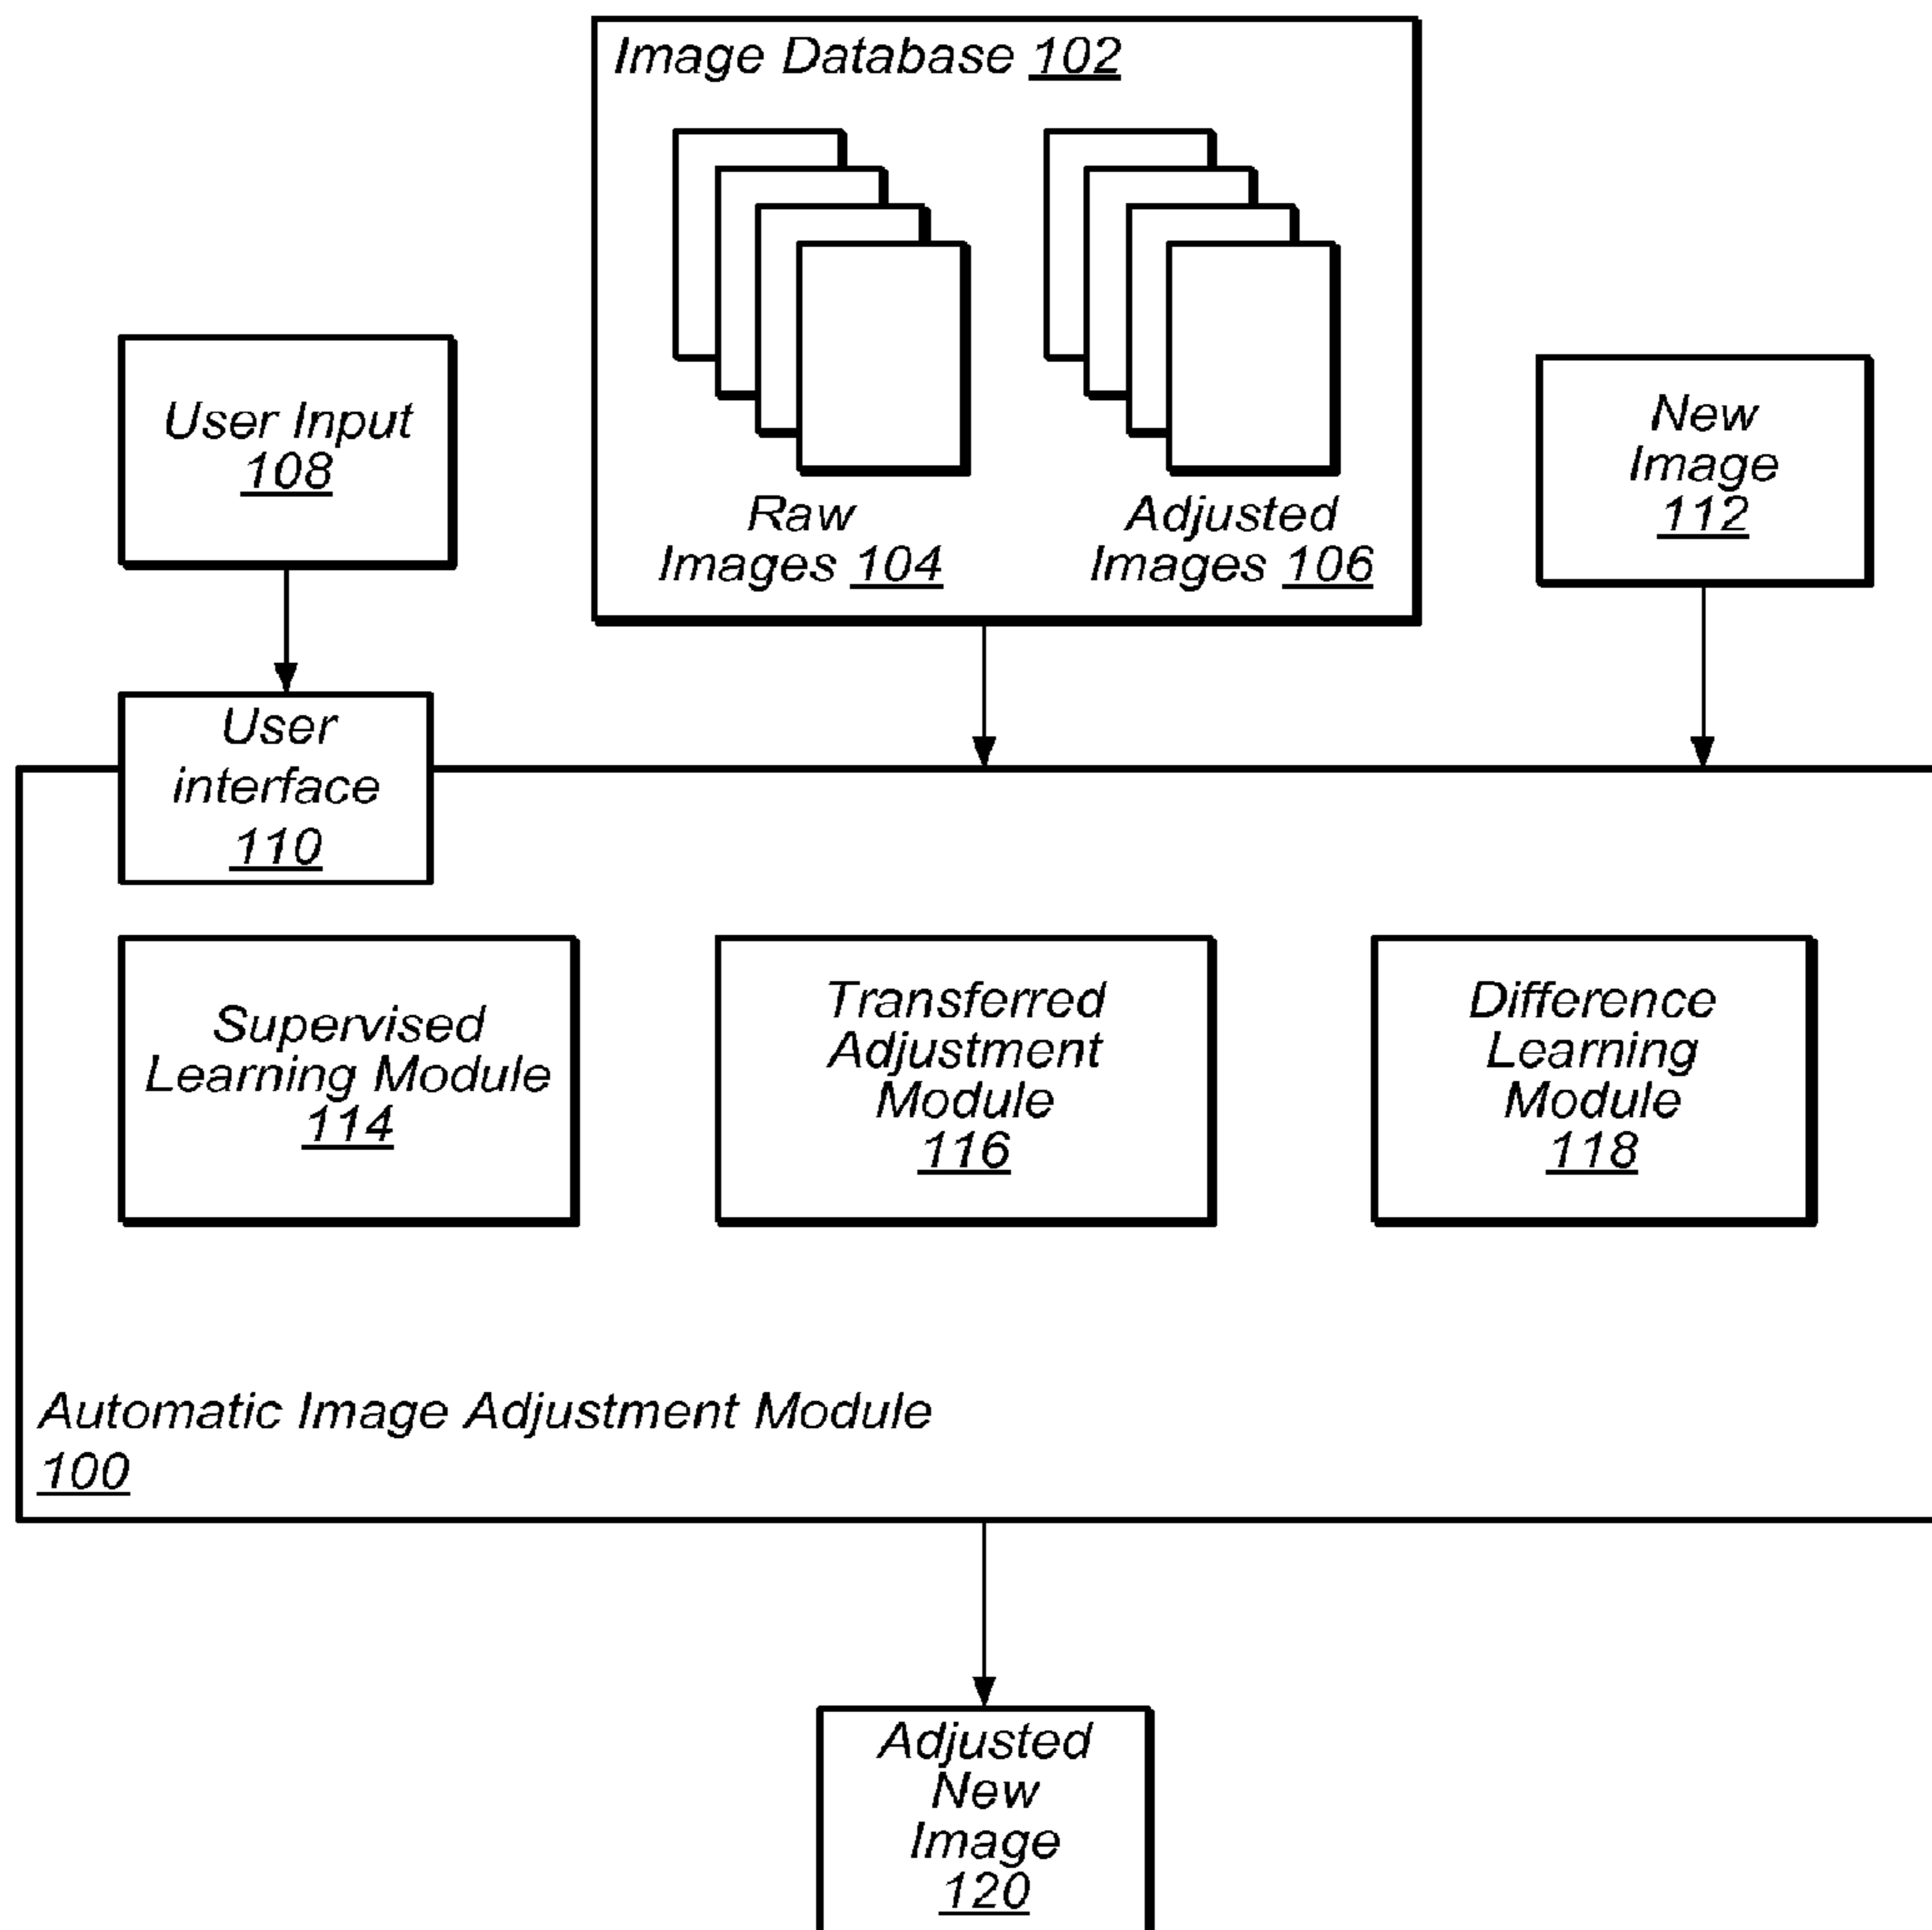 Image Database 102
Raw
Images 104
Adjusted
Images 106
User Input
108
New
Image
112
User
interface
110
Supervised
Learning Module
114
Transferred
Adjustment
Module
116
Difference
Learning
Module
118
Automatic Image Adjustment Module
100
Adjusted
New
Image
120